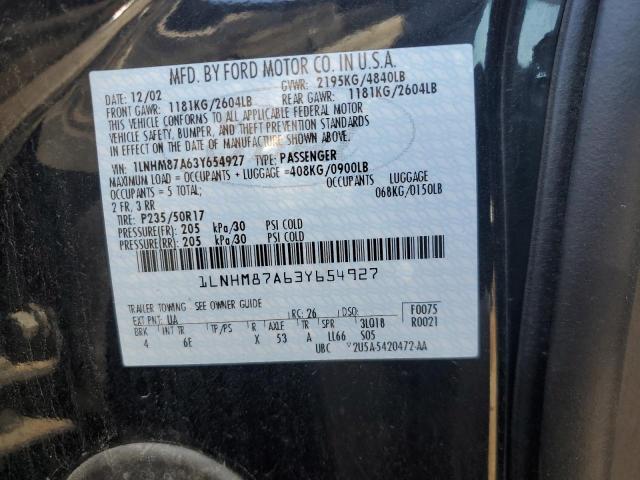 MFD. BY FORD MOTOR CO. IN U.S.A.
DATE: 12/02 GVWR: 2195KG/4840LB
FRONT GAWR: 1181KG/2604LB REAR GAWR: 1181KG/2604LB
THIS VEHICLE CONFORMS TO ALL APPLICABLE FEDERAL MOTOR
VEHICLE SAFETY, BUMPER, AND THEFT PREVENTION STANDARDS
IN EFFECT ON THE DATE OF MANUFACTURE SHOWN ABOVE.
VIN: 1LNHM87A63Y654927 TYPE: PASSENGER
MAXIMUM LOAD = OCCUPANTS + LUGGAGE =408KG/0900LB
OCCUPANTS = 5 TOTAL; OCCUPANTS LUGGAGE
2 FR, 3 RR 068KG/0150LB
TIRE: P235/50R17
PRESSURE(FR): 205 kPa/30 PSI COLD
PRESSURE(RR): 205 kPa/30 PSI COLD
1LNHM87A63Y654927
TRAILER TOWING: SEE OWNER GUIDE
EXT PNT: UA RC: 26 DSO: F0075
BRK INT TR TP/PS R AXLE TR SPR 3LQ18 R0021
4 6E X 53 A LL66 S05
UBC V2U5A-5420472-AA